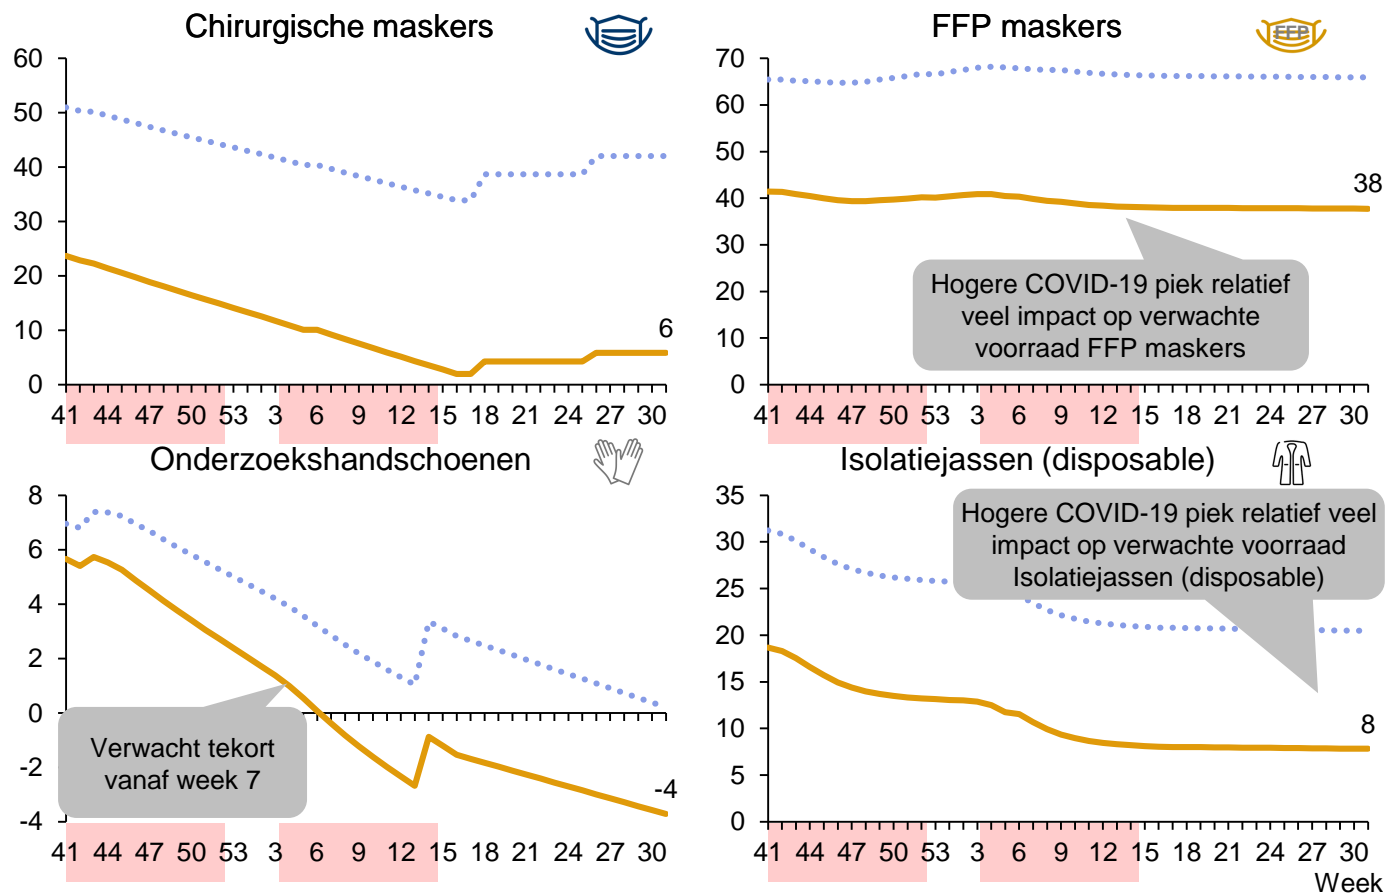 Chirurgische maskers
60
50
40
30
20
10
0
6
41 44 47 50 53 3 6 9 12 15 18 21 24 27 30
FFP maskers
FFP
70
60
50
40
30
20
10
0
38
Hogere COVID-19 piek relatief
veel impact op verwachte
voorraad FFP maskers
41 44 47 50 53 3 6 9 12 15 18 21 24 27 30
Onderzoekshandschoenen
8
6
4
2
0
-2
-4
Verwacht tekort
vanaf week 7
-4
41 44 47 50 53 3 6 9 12 15 18 21 24 27 30
Isolatiejassen (disposable)
35
30
25
20
15
10
5
0
Hogere COVID-19 piek relatief veel
impact op verwachte voorraad
Isolatiejassen (disposable)
8
41 44 47 50 53 3 6 9 12 15 18 21 24 27 30
Week